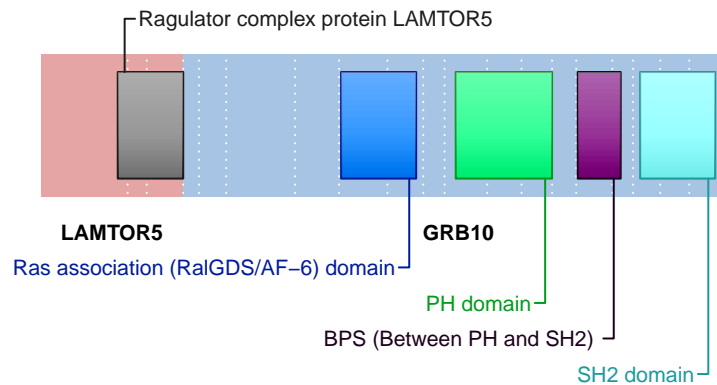 Ragulator complex protein LAMTOR5
LAMTOR5
GRB10
Ras association (RalGDS/AF−6) domain
PH domain
BPS (Between PH and SH2)
SH2 domain